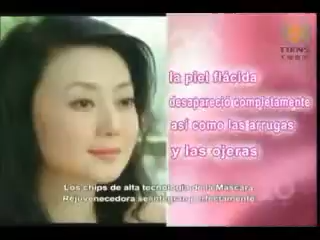 la piel flácida
desapareció completamente
así como las arrugas
y las ojeras
Los chips de alta tecnología de la Máscara
Rejuvenecedora se integran perfectamente